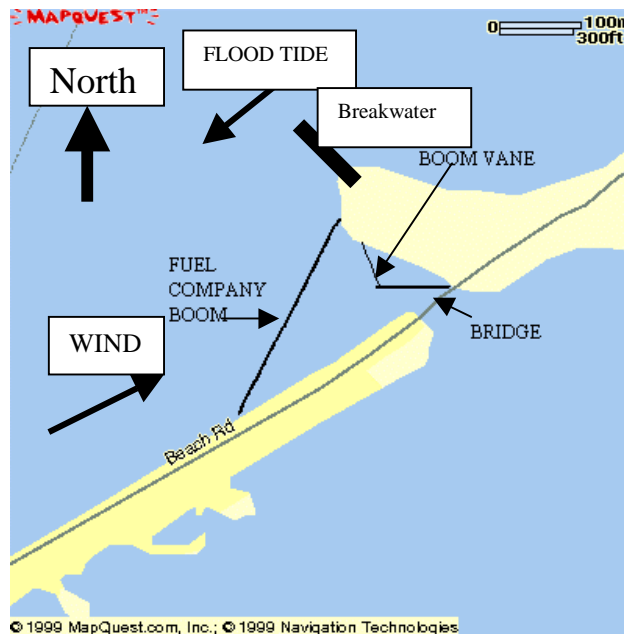 MAPQUEST™
0 100m
300ft
FLOOD TIDE
North
Breakwater
BOOM VANE
FUEL
COMPANY
BOOM
BRIDGE
WIND
Beach Rd
© 1999 MapQuest.com, Inc.; © 1999 Navigation Technologies